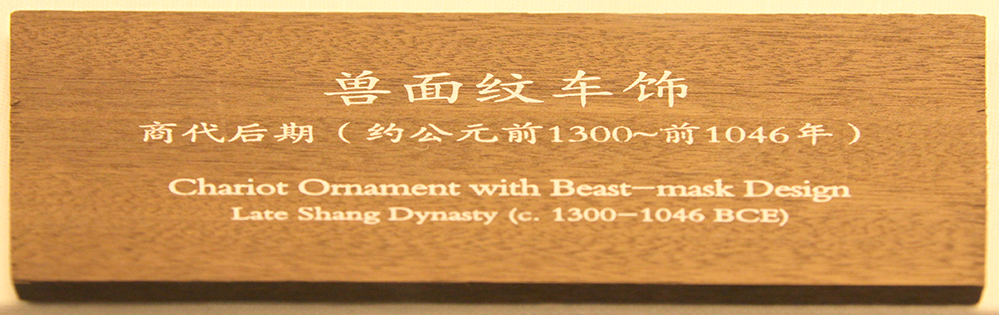 兽面纹车饰
商代后期（约公元前1300~前1046年）
Chariot Ornament with Beast-mask Design
Late Shang Dynasty (c. 1300-1046 BCE)